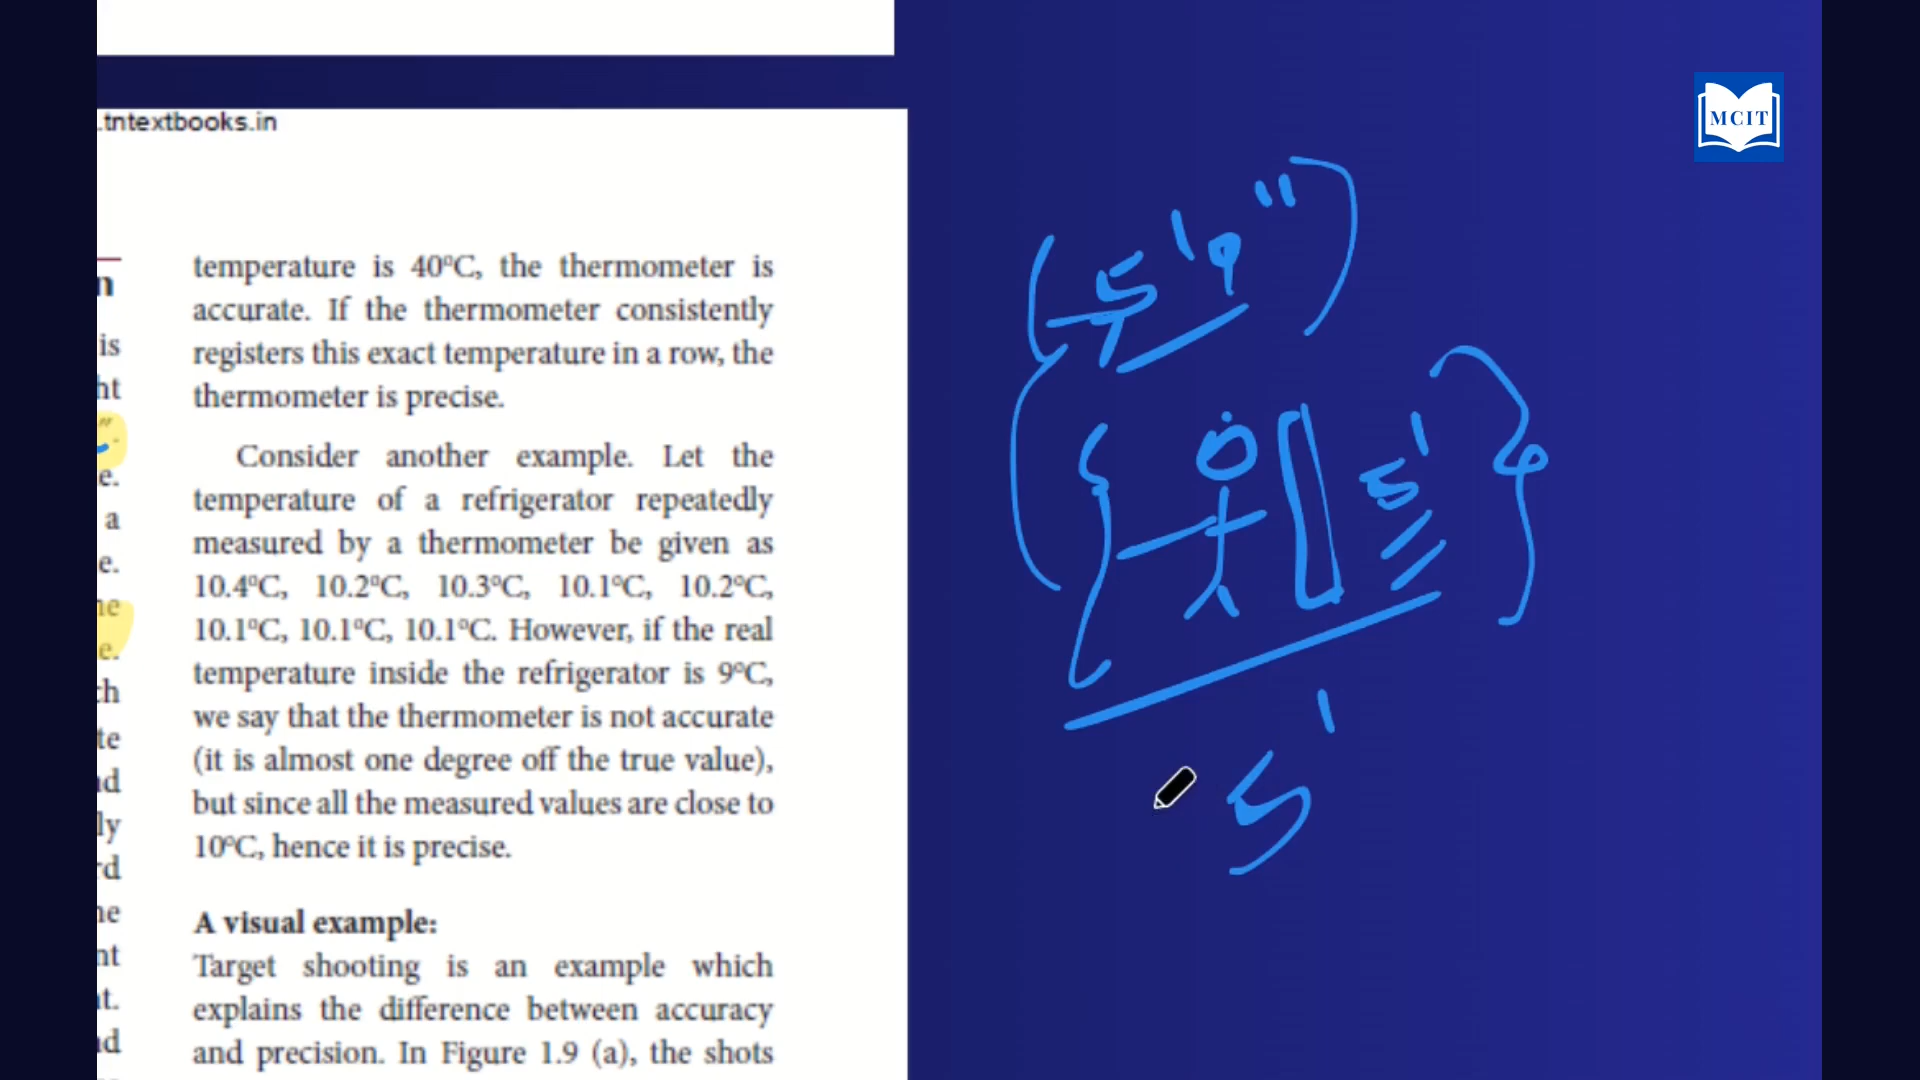 .tntextbooks.in
MCIT
temperature is 40°C, the thermometer is
accurate. If the thermometer consistently
registers this exact temperature in a row, the
thermometer is precise.
Consider another example. Let the
temperature of a refrigerator repeatedly
measured by a thermometer be given as
10.4°C, 10.2°C, 10.3°C, 10.1°C, 10.2°C,
10.1°C, 10.1°C, 10.1°C. However, if the real
temperature inside the refrigerator is 9°C,
we say that the thermometer is not accurate
(it is almost one degree off the true value),
but since all the measured values are close to
10°C, hence it is precise.
A visual example:
Target shooting is an example which
explains the difference between accuracy
and precision. In Figure 1.9 (a), the shots
5'9"
5'
5'